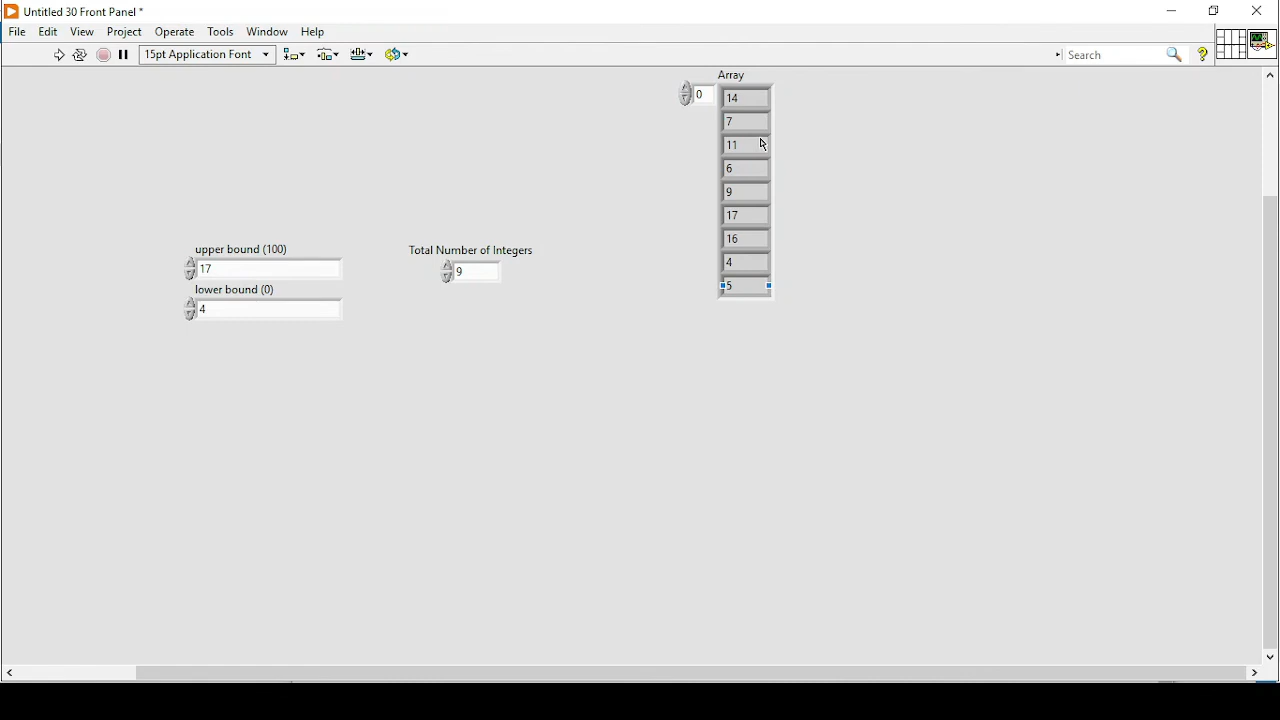 Untitled 30 Front Panel *
File Edit View Project Operate Tools Window Help
15pt Application Font Search ?
Array
0 14
7
11
6
9
17
16
4
5
upper bound (100)
17
lower bound (0)
4
Total Number of Integers
9